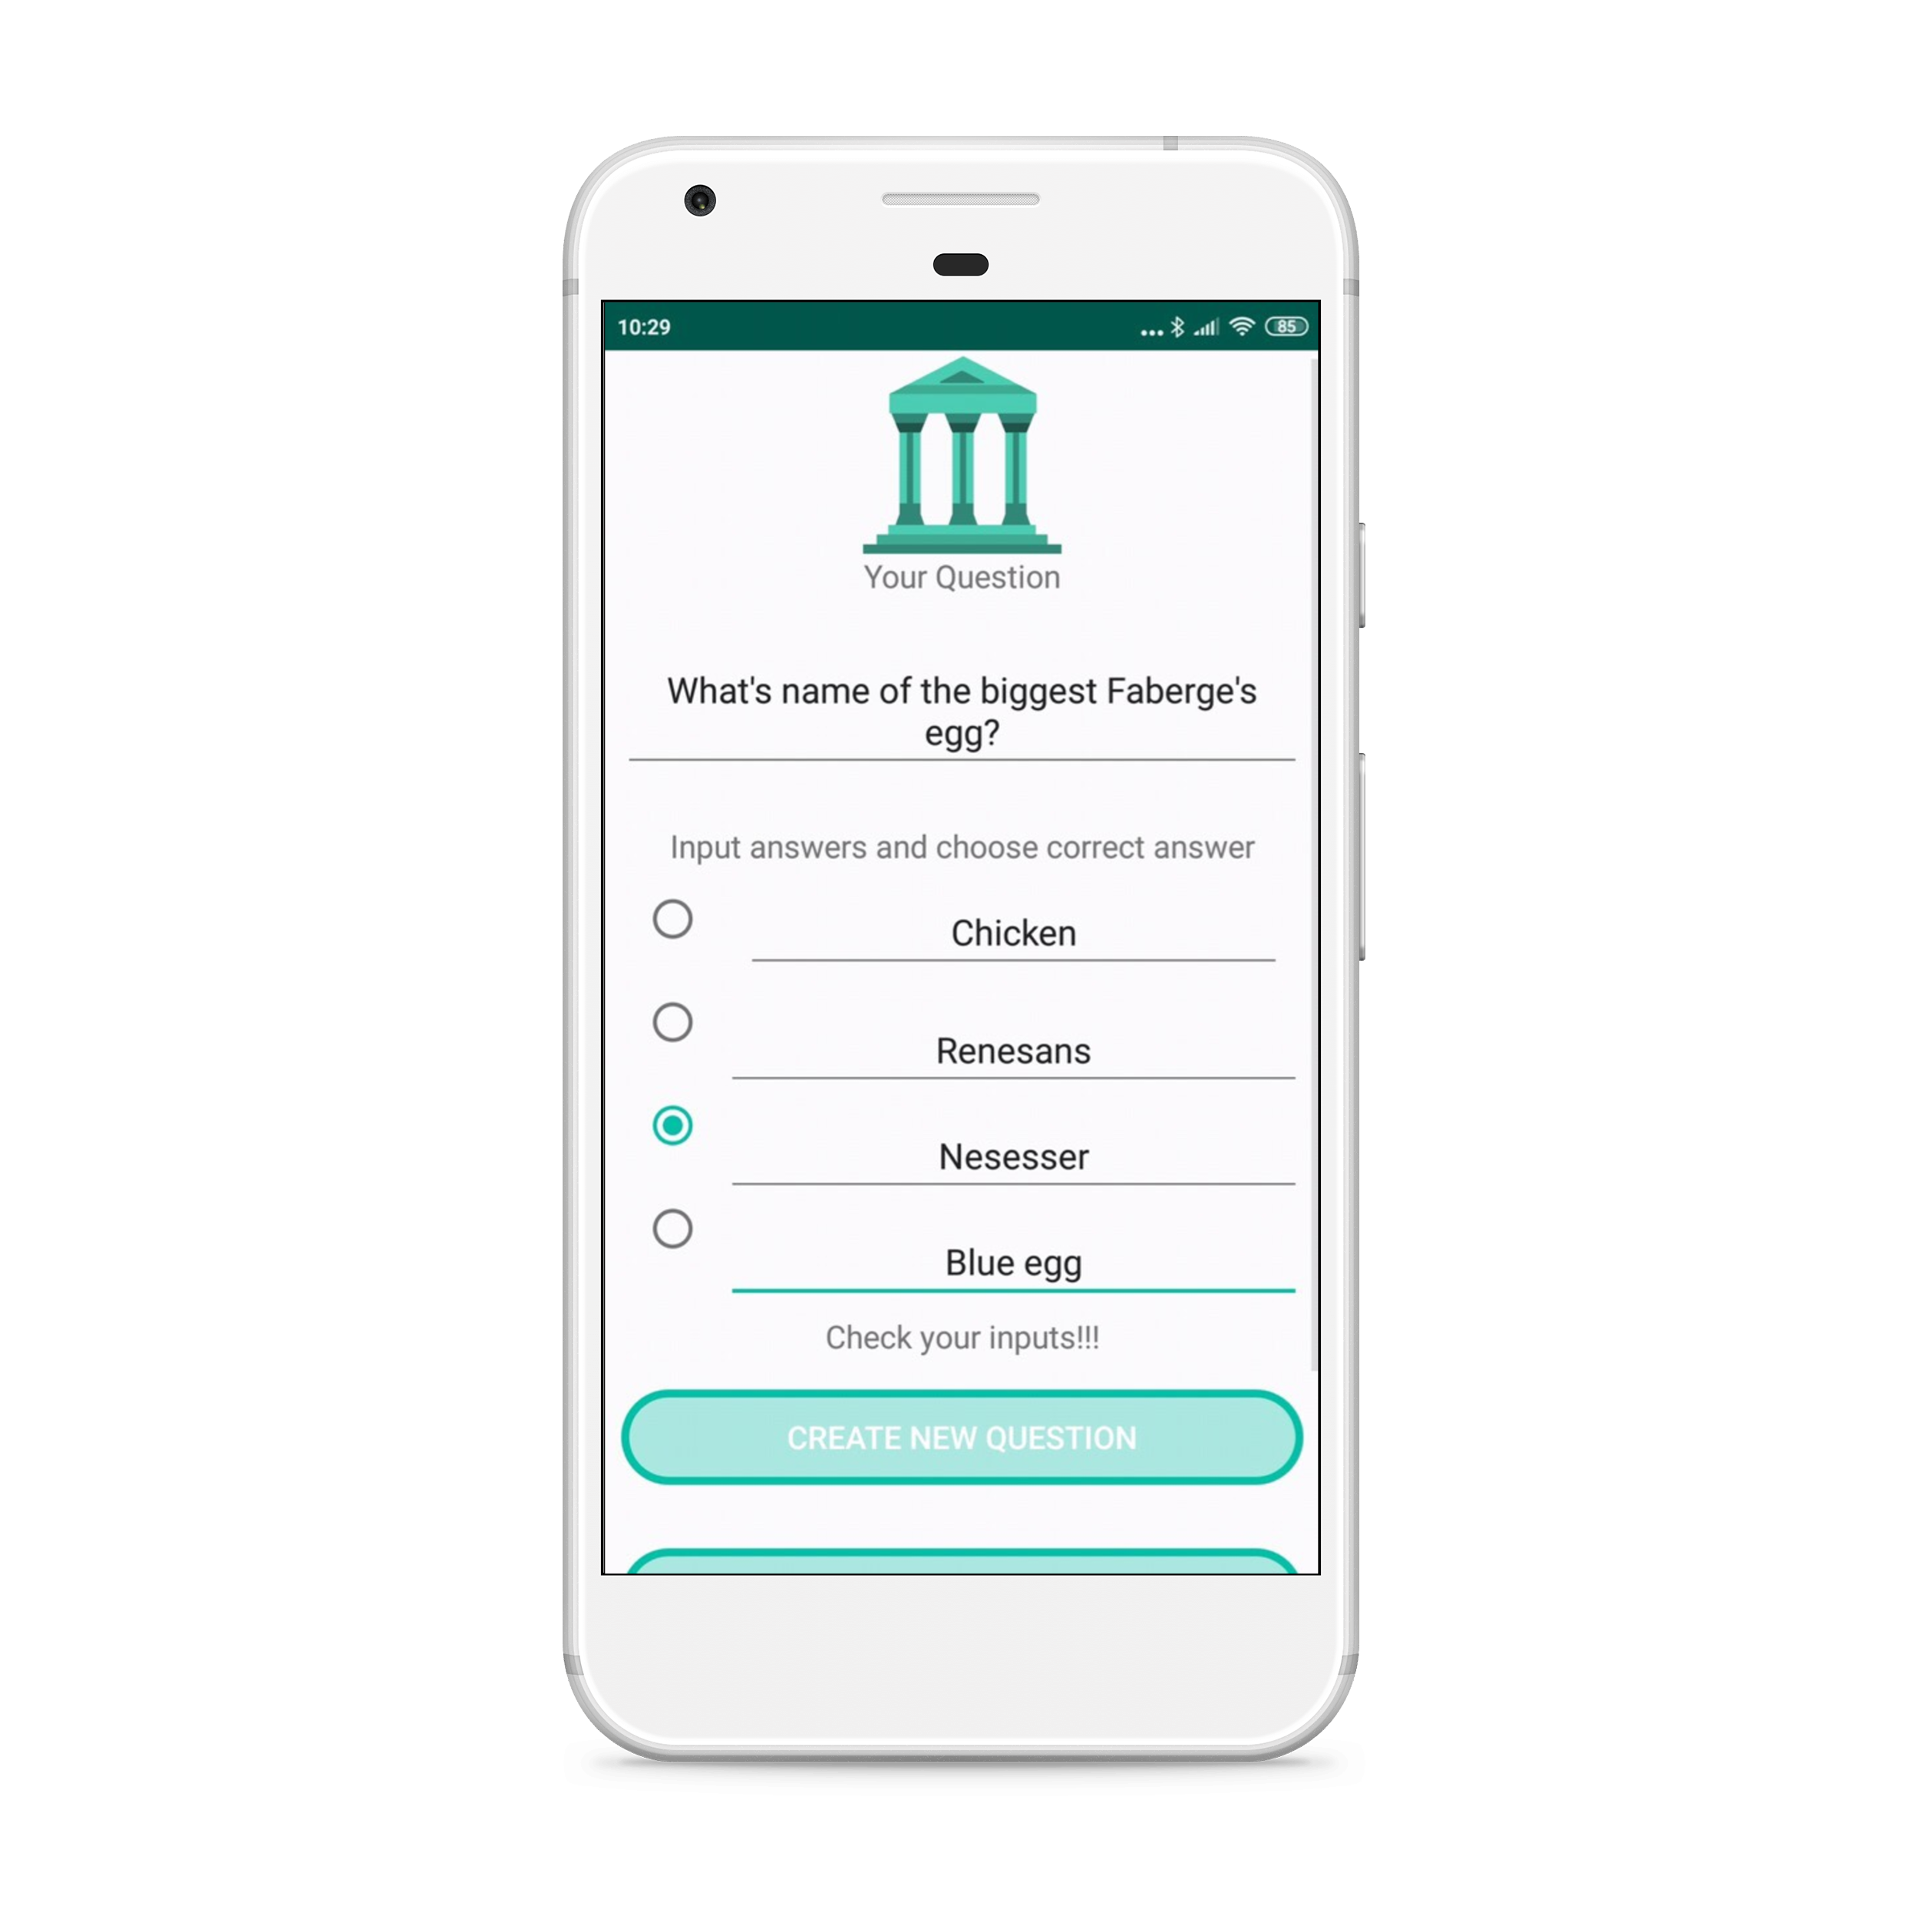 10:29
85
Your Question
What's name of the biggest Faberge's
egg?
Input answers and choose correct answer
Chicken
Renesans
Nesesser
Blue egg
Check your inputs!!!
CREATE NEW QUESTION